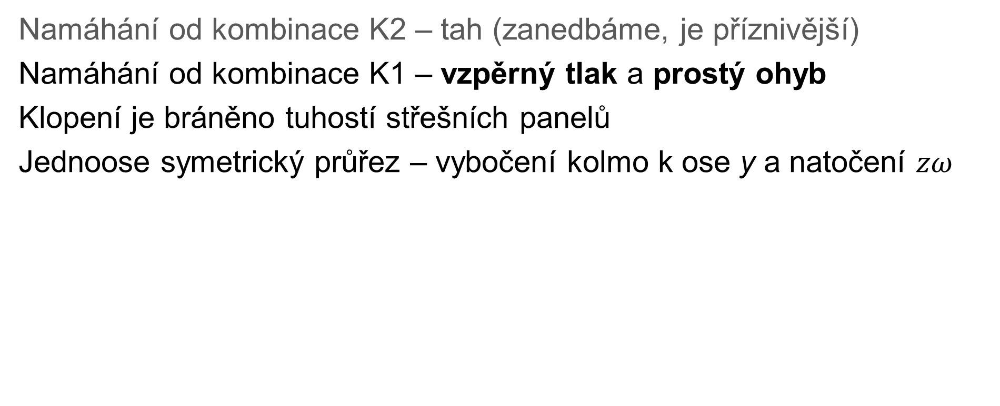 Namáhání od kombinace K2 – tah (zanedbáme, je příznivější)
Namáhání od kombinace K1 – vzpěrný tlak a prostý ohyb
Klopení je bráněno tuhostí střešních panelů
Jednoose symetrický průřez – vybočení kolmo k ose y a natočení zω